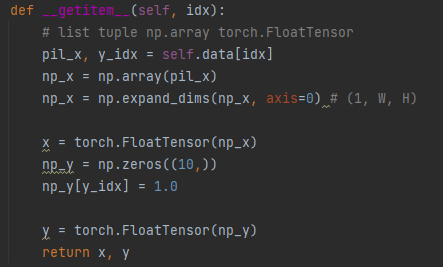 def __getitem__(self, idx):
# list tuple np.array torch.FloatTensor
pil_x, y_idx = self.data[idx]
np_x = np.array(pil_x)
np_x = np.expand_dims(np_x, axis=0) # (1, W, H)
x = torch.FloatTensor(np_x)
np_y = np.zeros((10,))
np_y[y_idx] = 1.0
y = torch.FloatTensor(np_y)
return x, y